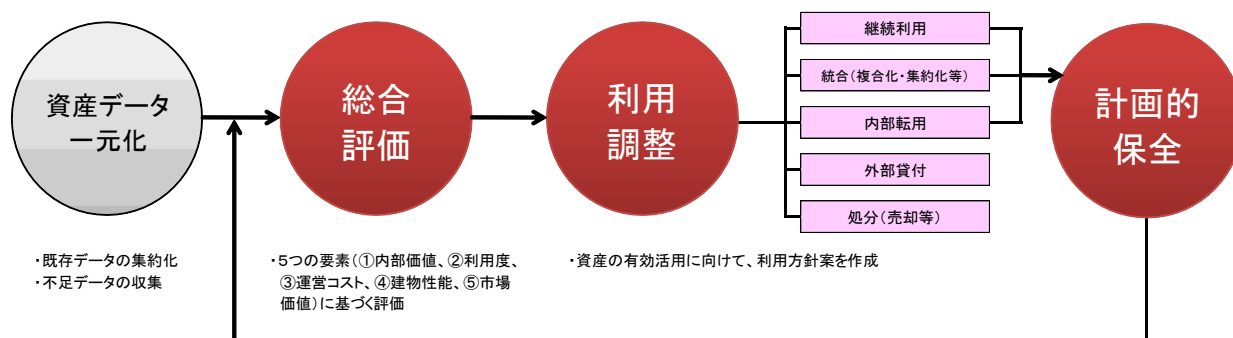 資産データ
一元化
総合
評価
利用
調整
継続利用
統合(複合化・集約化等)
内部転用
外部貸付
処分(売却等)
計画的
保全
・既存データの集約化
・不足データの収集
・5つの要素(①内部価値、②利用度、
③運営コスト、④建物性能、⑤市場
価値)に基づく評価
・資産の有効活用に向けて、利用方針案を作成